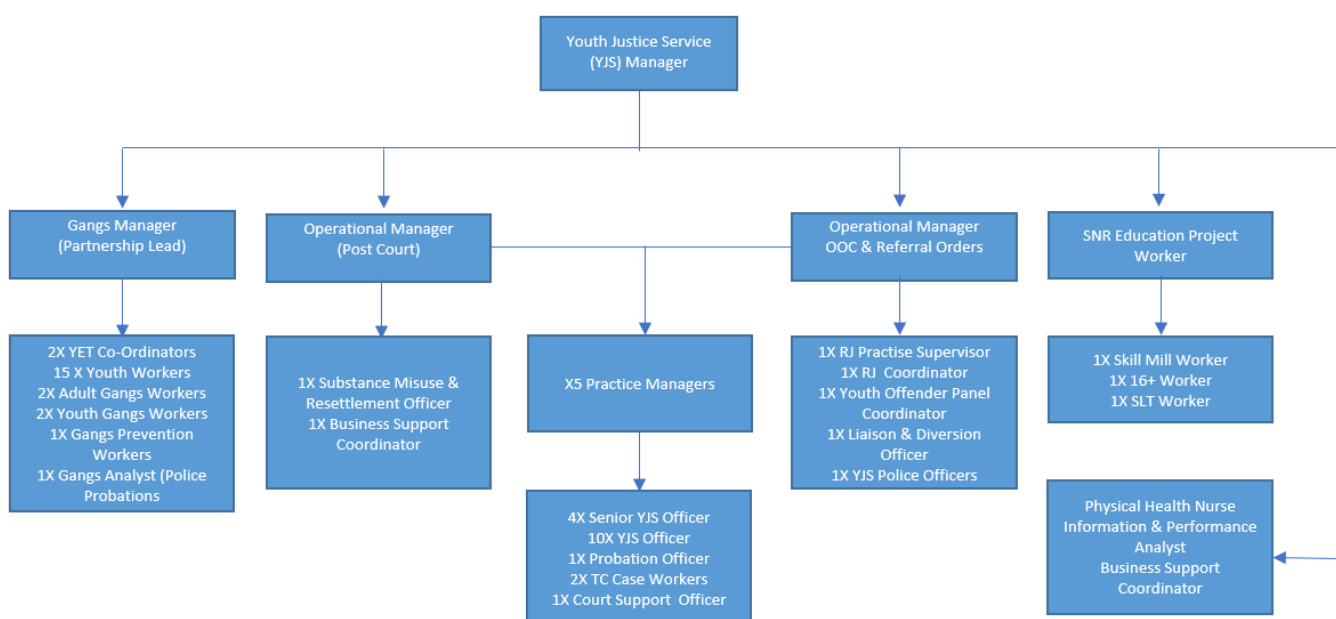 Youth Justice Service
(YJS) Manager
Gangs Manager
(Partnership Lead)
Operational Manager
(Post Court)
Operational Manager
OOC & Referral Orders
SNR Education Project
Worker
2X YET Co-Ordinators
15 X Youth Workers
2X Adult Gangs Workers
2X Youth Gangs Workers
1X Gangs Prevention
Workers
1X Gangs Analyst (Police
Probations
1X Substance Misuse &
Resettlement Officer
1X Business Support
Coordinator
X5 Practice Managers
1X RJ Practise Supervisor
1X RJ  Coordinator
1X Youth Offender Panel
Coordinator
1X Liaison & Diversion
Officer
1X YJS Police Officers
1X Skill Mill Worker
1X 16+ Worker
1X SLT Worker
4X Senior YJS Officer
10X YJS Officer
1X Probation Officer
2X TC Case Workers
1X Court Support  Officer
Physical Health Nurse
Information & Performance
Analyst
Business Support
Coordinator